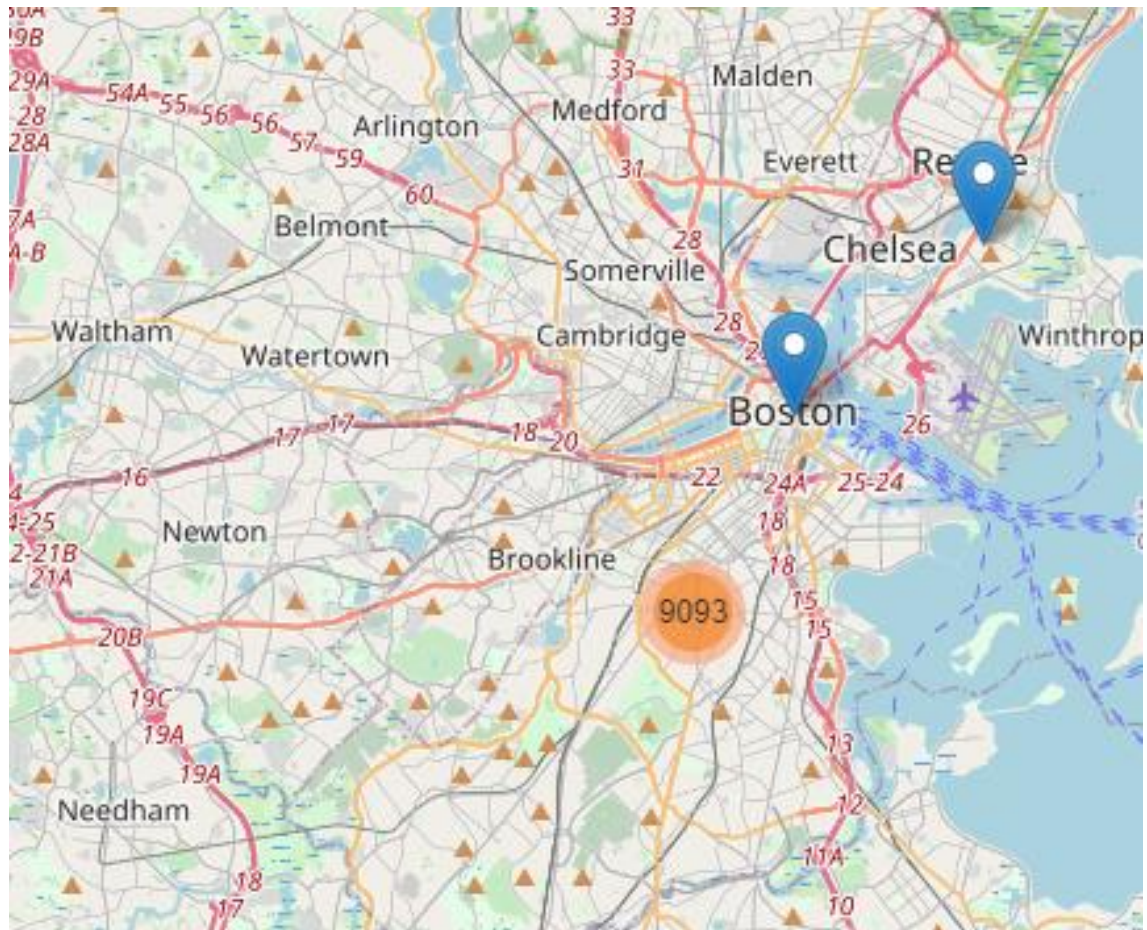 33
29B
Malden
29A
33
54A
55
56
56
Medford
28
Arlington
57
28A
59
Everett
31
60
Belmont
28
Chelsea
Somerville
28
Waltham
Cambridge
Winthrop
Watertown
Boston
17
17
18
20
26
16
22
24A
25-24
18
Newton
Brookline
18
21A
15
9093
15
20B
19C
19A
13
19A
12
Needham
11A
18
17
10